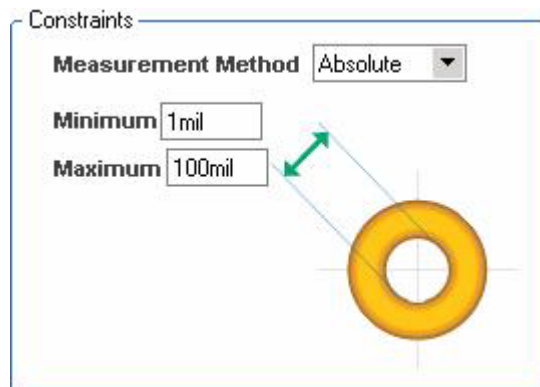 Constraints
Measurement Method Absolute
Minimum 1mil
Maximum 100mil